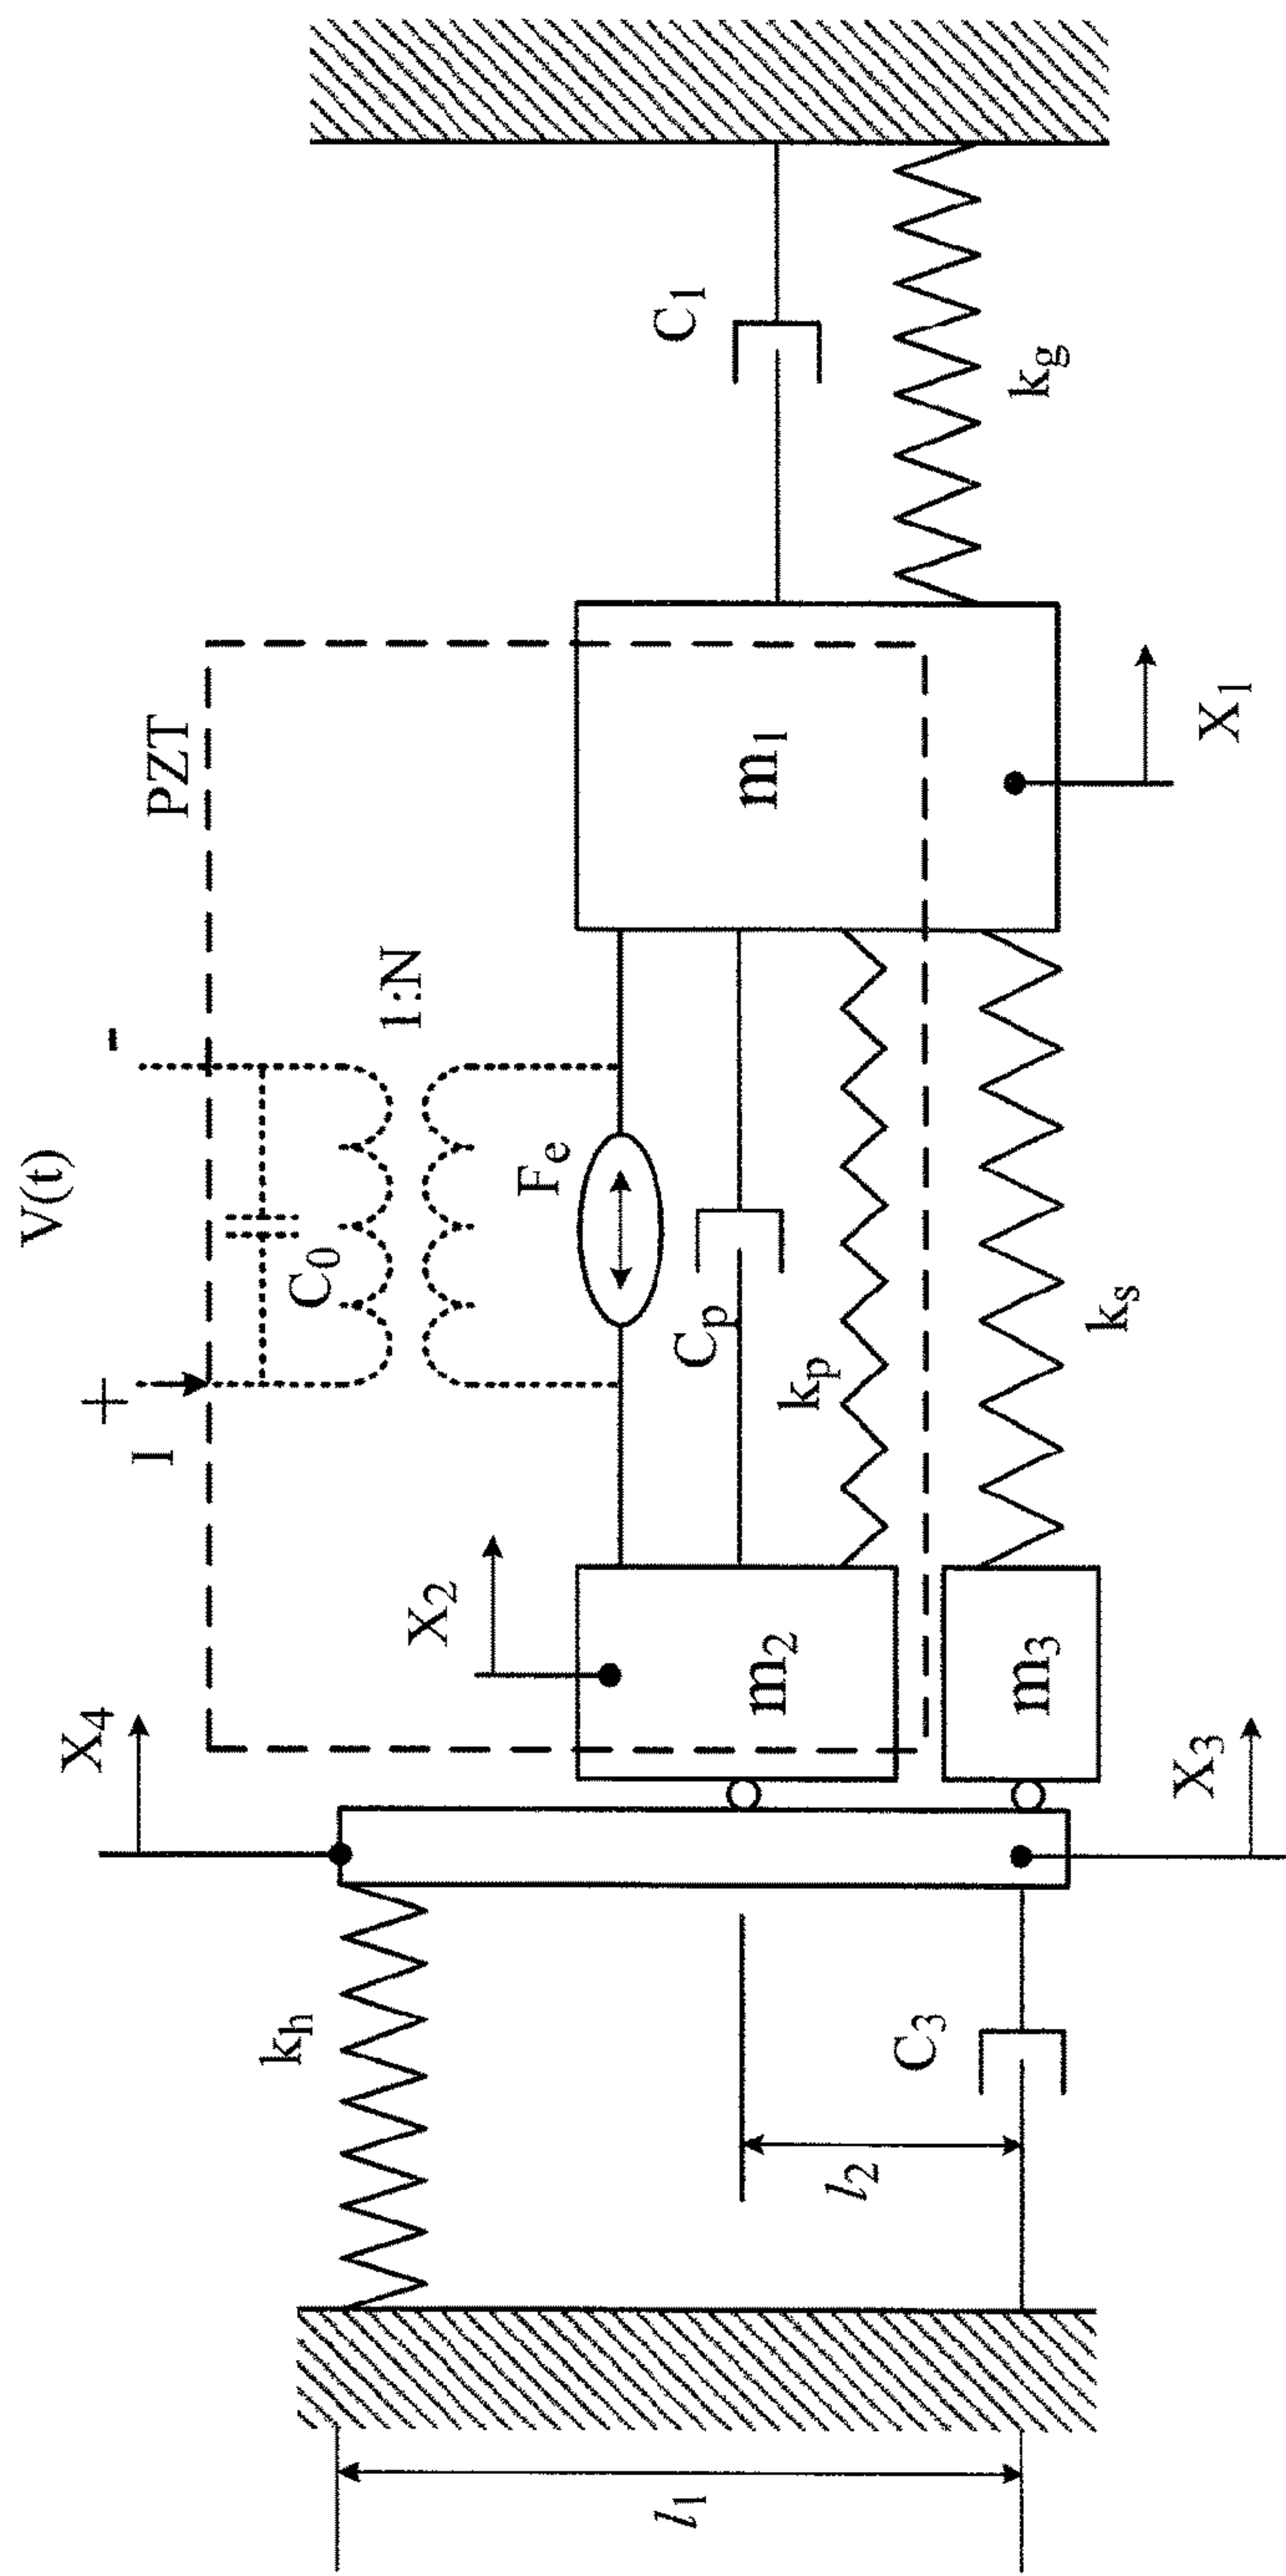 V(t)
+
-
I
PZT
C₀
1:N
X₄
X₂
Fₑ
C₁
Cₚ
kₚ
m₂
m₁
kₕ
k_g
m₃
kₛ
C₃
X₃
X₁
l₂
l₁